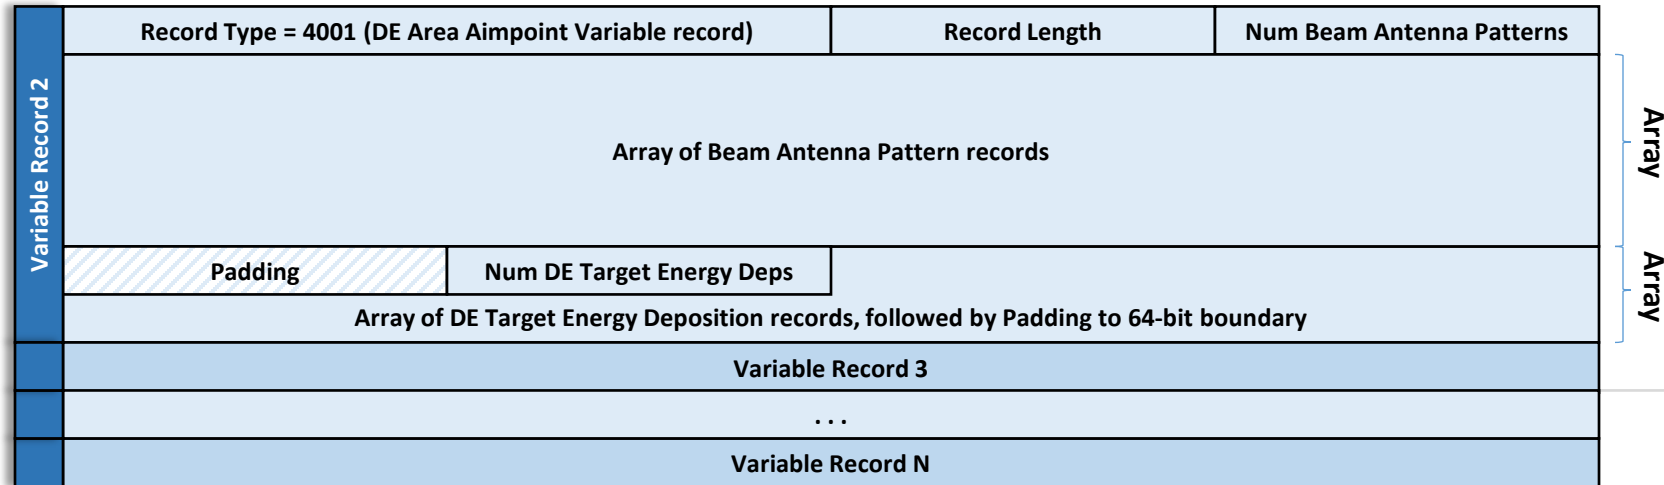 Record Type = 4001 (DE Area Aimpoint Variable record)
Record Length
Num Beam Antenna Patterns
Variable Record 2
Array of Beam Antenna Pattern records
Array
Padding
Num DE Target Energy Deps
Array of DE Target Energy Deposition records, followed by Padding to 64-bit boundary
Array
Variable Record 3
. . .
Variable Record N